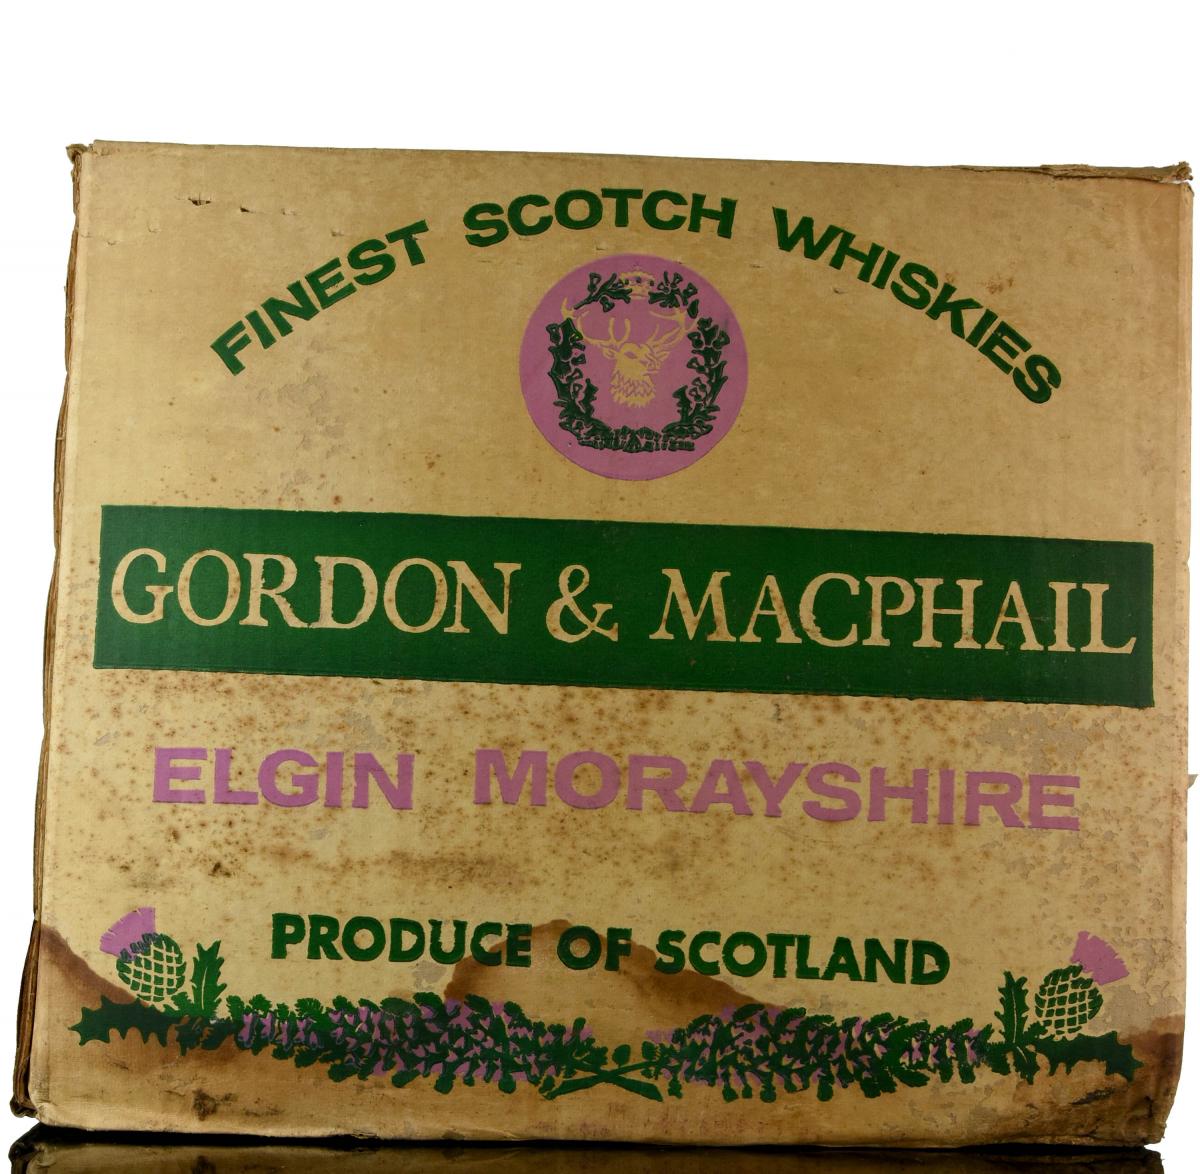 FINEST SCOTCH WHISKIES
GORDON & MACPHAIL
ELGIN MORAYSHIRE
PRODUCE OF SCOTLAND